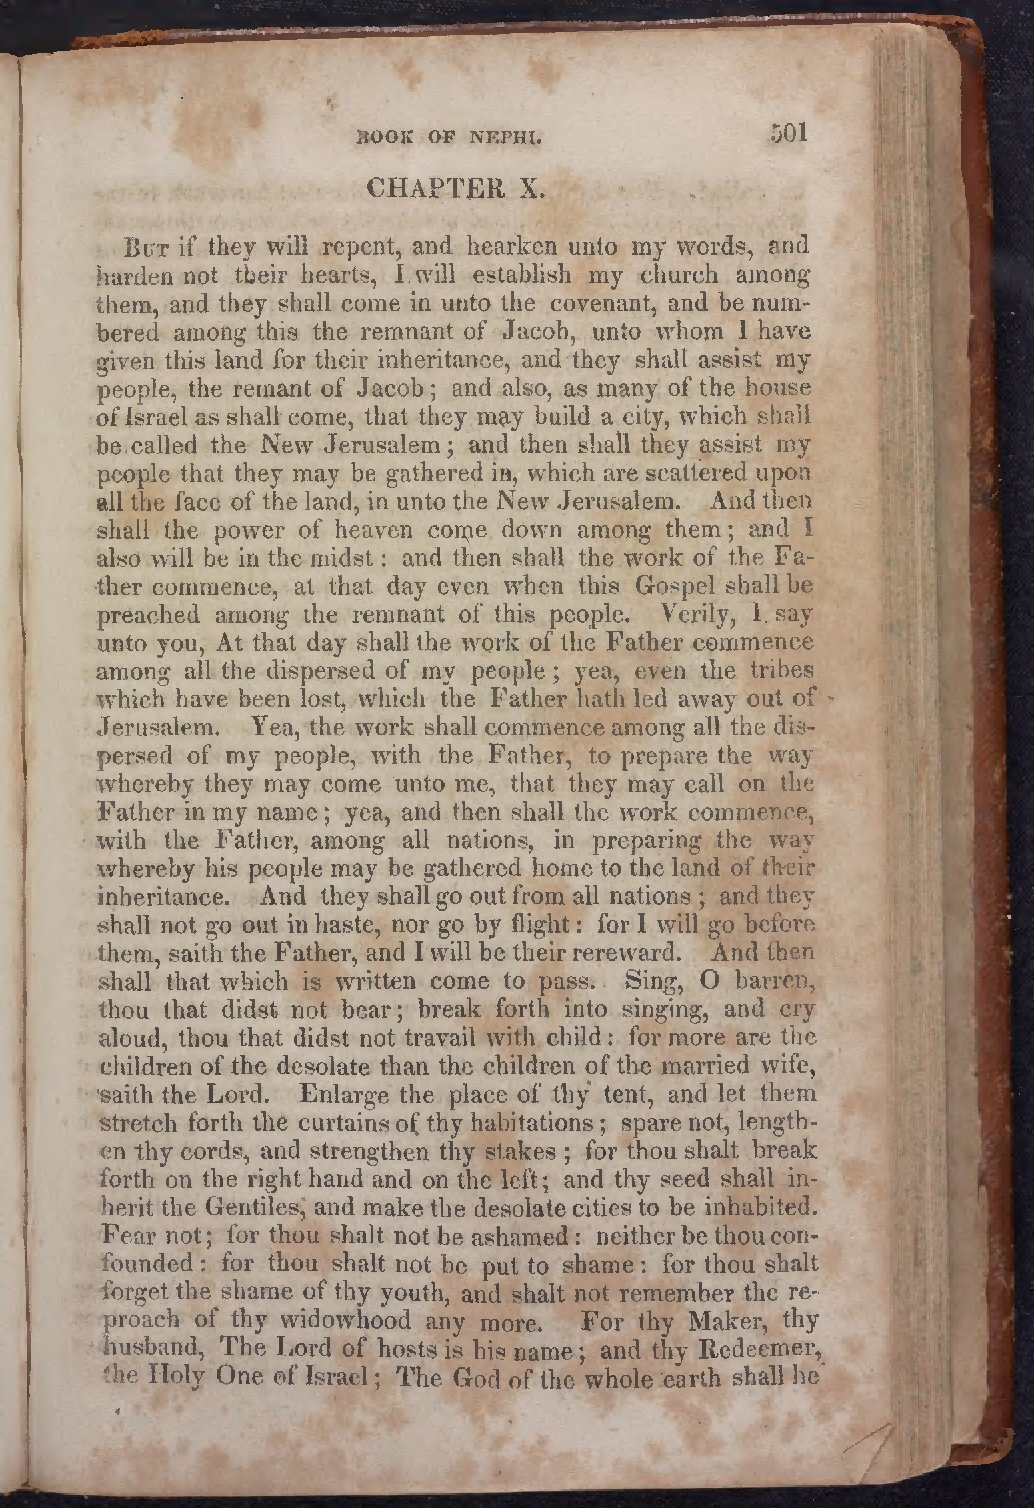 BOOK OF NEPHI. 501
CHAPTER X.
BUT if they will repent, and hearken unto my words, and
harden not their hearts, I will establish my church among
them, and they shall come in unto the covenant, and be num-
bered among this the remnant of Jacob, unto whom I have
given this land for their inheritance, and they shall assist my
people, the remant of Jacob; and also, as many of the house
of Israel as shall come, that they may build a city, which shall
be called the New Jerusalem; and then shall they assist my
people that they may be gathered in, which are scattered upon
all the face of the land, in unto the New Jerusalem. And then
shall the power of heaven come down among them; and I
also will be in the midst: and then shall the work of the Fa-
ther commence, at that day even when this Gospel shall be
preached among the remnant of this people. Verily, I say
unto you, At that day shall the work of the Father commence
among all the dispersed of my people; yea, even the tribes
which have been lost, which the Father hath led away out of
Jerusalem. Yea, the work shall commence among all the dis-
persed of my people, with the Father, to prepare the way
whereby they may come unto me, that they may call on the
Father in my name; yea, and then shall the work commence,
with the Father, among all nations, in preparing the way
whereby his people may be gathered home to the land of their
inheritance. And they shall go out from all nations; and they
shall not go out in haste, nor go by flight: for I will go before
them, saith the Father, and I will be their rereward. And then
shall that which is written come to pass. Sing, O barren,
thou that didst not bear; break forth into singing, and cry
aloud, thou that didst not travail with child: for more are the
children of the desolate than the children of the married wife,
saith the Lord. Enlarge the place of thy tent, and let them
stretch forth the curtains of thy habitations; spare not, length-
en thy cords, and strengthen thy stakes; for thou shalt break
forth on the right hand and on the left; and thy seed shall in-
herit the Gentiles, and make the desolate cities to be inhabited.
Fear not; for thou shalt not be ashamed: neither be thou con-
founded: for thou shalt not be put to shame: for thou shalt
forget the shame of thy youth, and shalt not remember the re-
proach of thy widowhood any more. For thy Maker, thy
husband, The Lord of hosts is his name; and thy Redeemer,
the Holy One of Israel; The God of the whole earth shall he